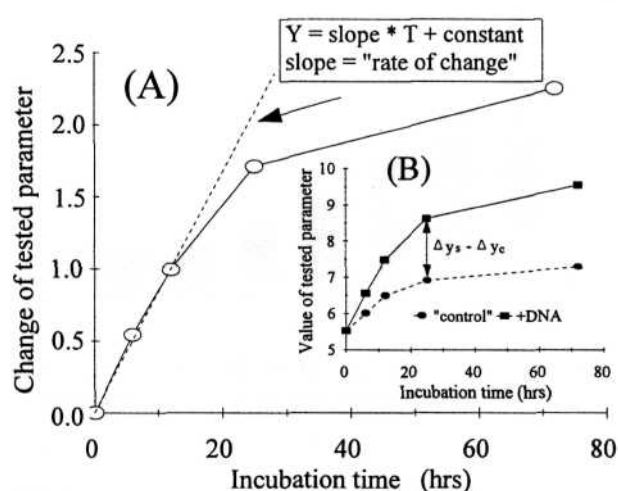 Y = slope * T + constant
slope = "rate of change"
(A)
Change of tested parameter
2.5
2.0
1.5
1.0
0.5
0.0
0 20 40 60 80
Incubation time (hrs)
(B)
Value of tested parameter
10
9
8
7
6
5
Δ ys - Δ yc
"control" +DNA
0 20 40 60 80
Incubation time (hrs)